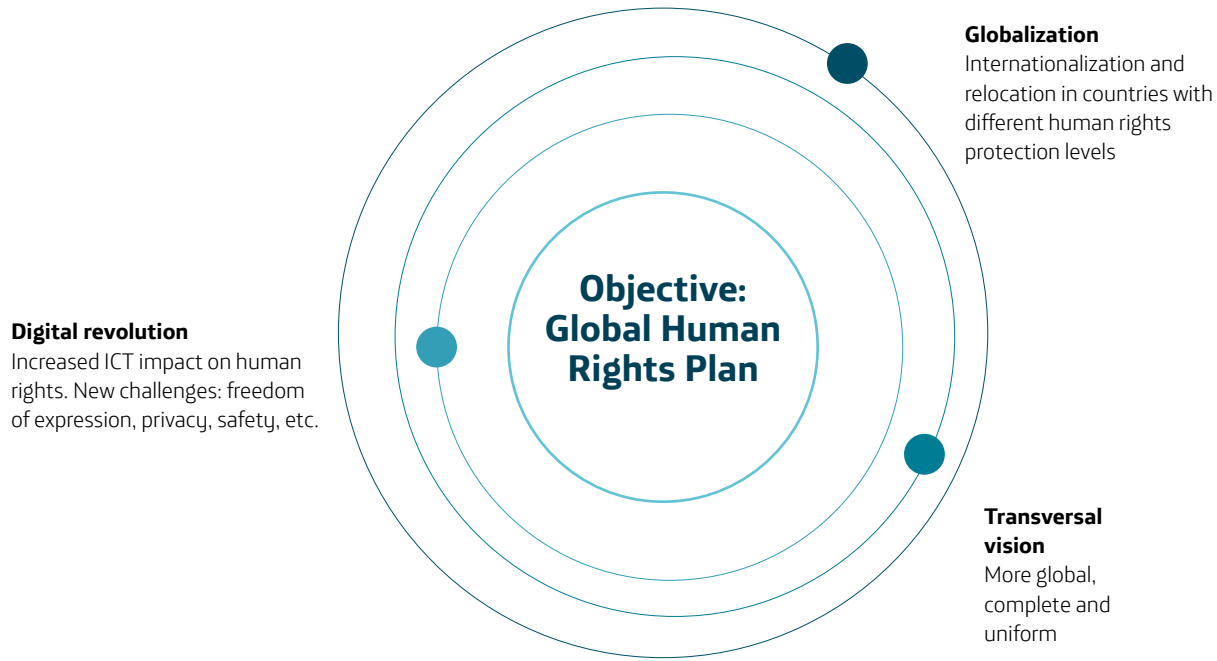 Globalization
Internationalization and
relocation in countries with
different human rights
protection levels
Objective:
Global Human
Rights Plan
Digital revolution
Increased ICT impact on human
rights. New challenges: freedom
of expression, privacy, safety, etc.
Transversal
vision
More global,
complete and
uniform